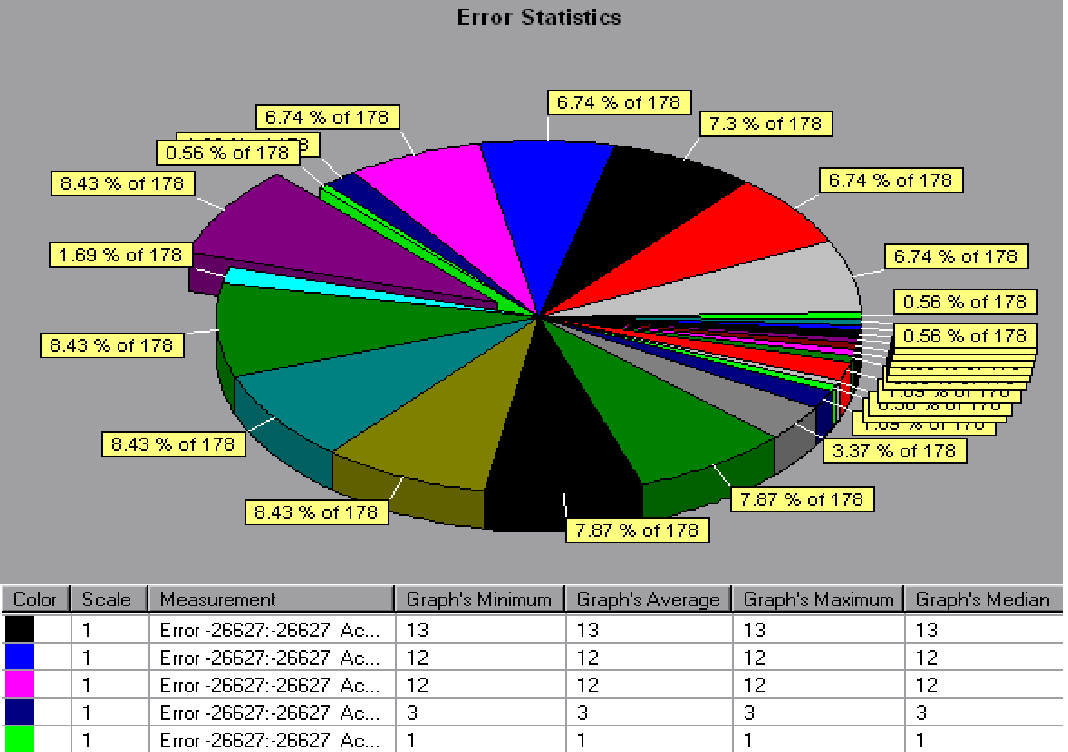 Error Statistics
6.74 % of 178
6.74 % of 178
7.3 % of 178
0.56 % of 178
8.43 % of 178
6.74 % of 178
1.69 % of 178
6.74 % of 178
0.56 % of 178
0.56 % of 178
8.43 % of 178
8.43 % of 178
3.37 % of 178
8.43 % of 178
7.87 % of 178
7.87 % of 178
Color Scale Measurement Graph's Minimum Graph's Average Graph's Maximum Graph's Median
1 Error -26627:-26627 Ac... 13 13 13 13
1 Error -26627:-26627 Ac... 12 12 12 12
1 Error -26627:-26627 Ac... 12 12 12 12
1 Error -26627:-26627 Ac... 3 3 3 3
1 Error -26627:-26627 Ac... 1 1 1 1